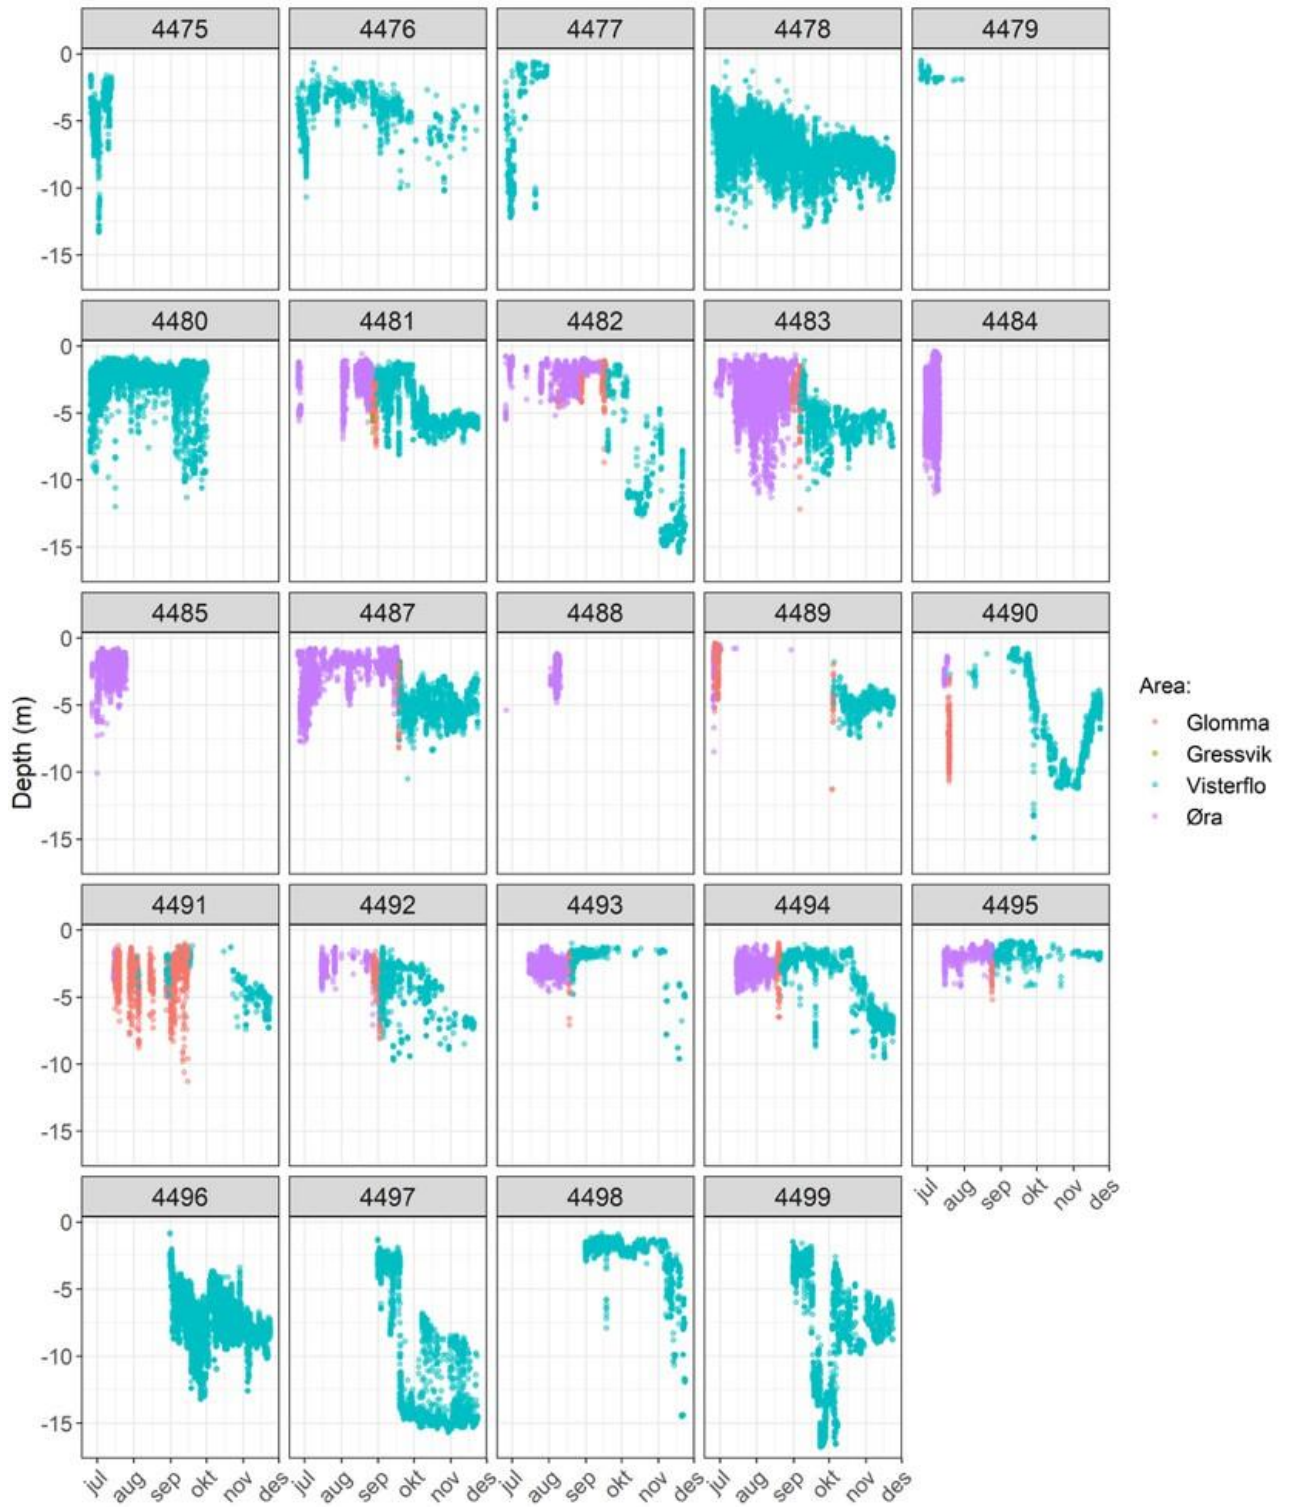 4475 4476 4477 4478 4479
0
-5
-10
-15
4480 4481 4482 4483 4484
0
-5
-10
-15
4485 4487 4488 4489 4490
0
-5
-10
-15
Depth (m)
Area:
Glomma
Gressvik
Visterflo
Øra
4491 4492 4493 4494 4495
0
-5
-10
-15
jul aug sep okt nov des
4496 4497 4498 4499
0
-5
-10
-15
jul aug sep okt nov des jul aug sep okt nov des jul aug sep okt nov des jul aug sep okt nov des